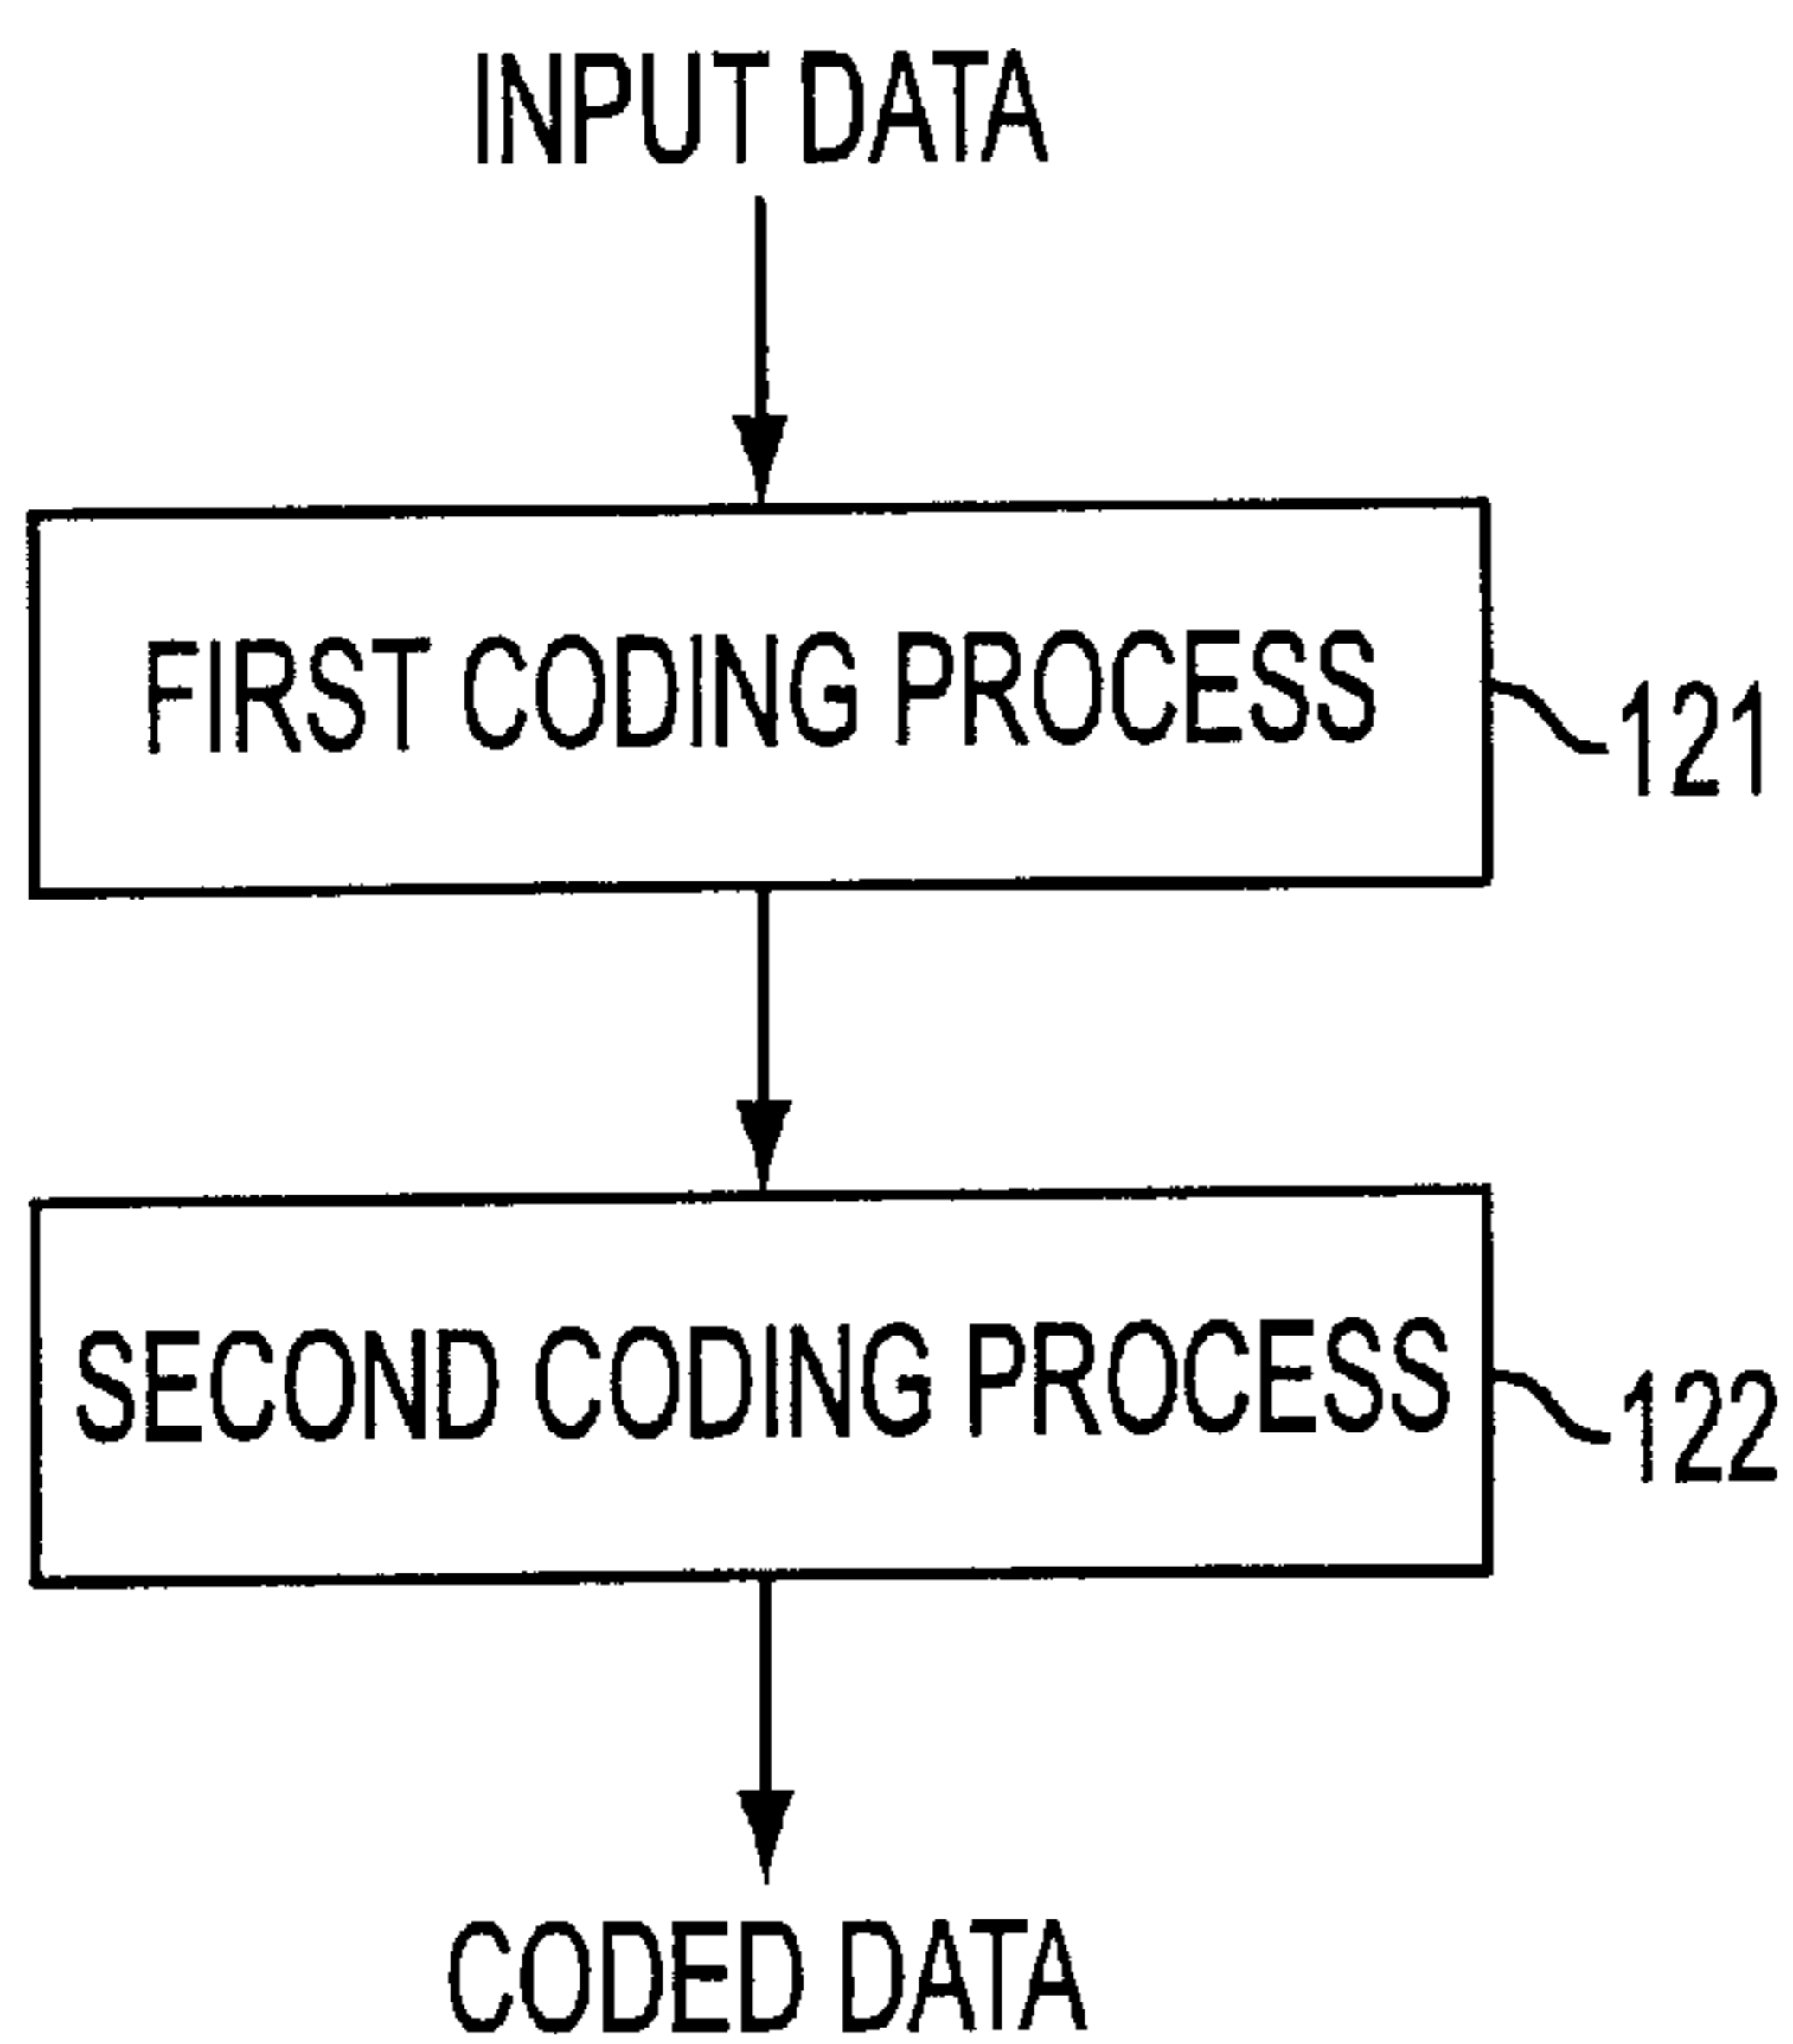 INPUT DATA
FIRST CODING PROCESS
121
SECOND CODING PROCESS
122
CODED DATA